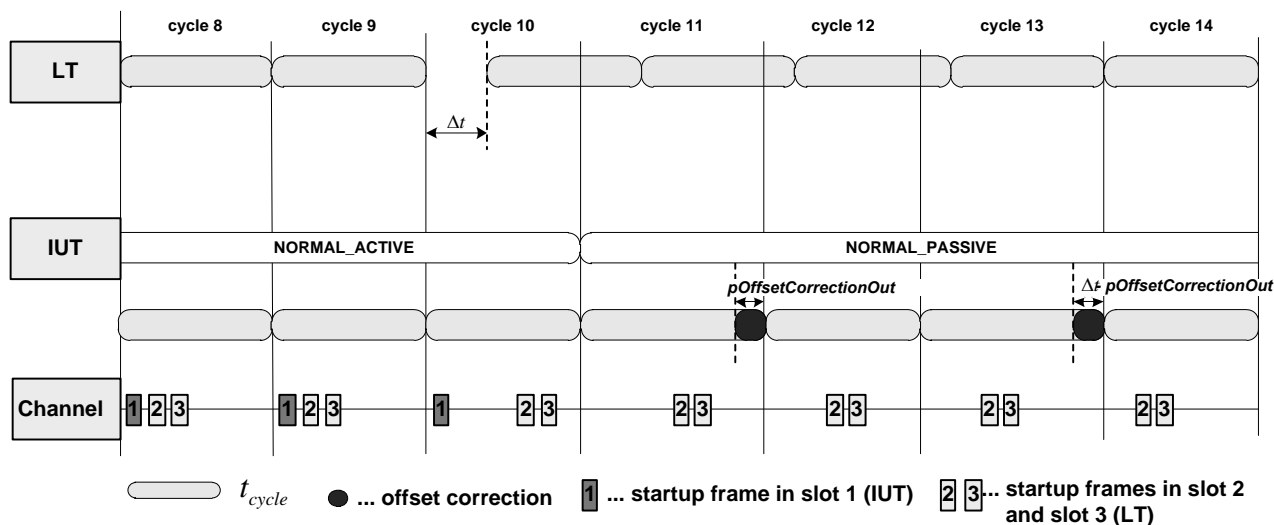 cycle 8 cycle 9 cycle 10 cycle 11 cycle 12 cycle 13 cycle 14
LT
Δt
IUT
NORMAL_ACTIVE NORMAL_PASSIVE
pOffsetCorrectionOut Δt- pOffsetCorrectionOut
Channel
1 2 3 1 2 3 1 2 3 2 3 2 3 2 3 2 3
t_cycle ... offset correction 1 ... startup frame in slot 1 (IUT) 2 3 ... startup frames in slot 2
and slot 3 (LT)